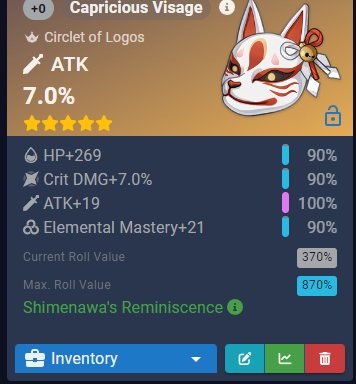 +0 Capricious Visage
Circlet of Logos
ATK
7.0%
HP+269 90%
Crit DMG+7.0% 90%
ATK+19 100%
Elemental Mastery+21 90%
Current Roll Value 370%
Max. Roll Value 870%
Shimenawa's Reminiscence
Inventory